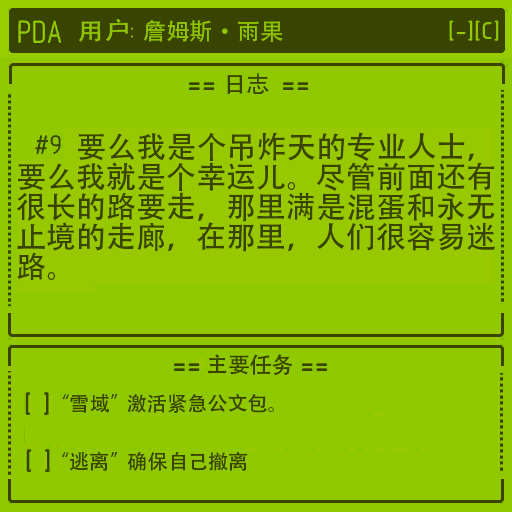 PDA 用户: 詹姆斯·雨果 [-][C]
== 日志 ==
#9 要么我是个吊炸天的专业人士，
要么我就是个幸运儿。尽管前面还有
很长的路要走，那里满是混蛋和永无
止境的走廊，在那里，人们很容易迷
路。
== 主要任务 ==
[ ] “雪域”激活紧急公文包。
[ ] “逃离”确保自己撤离